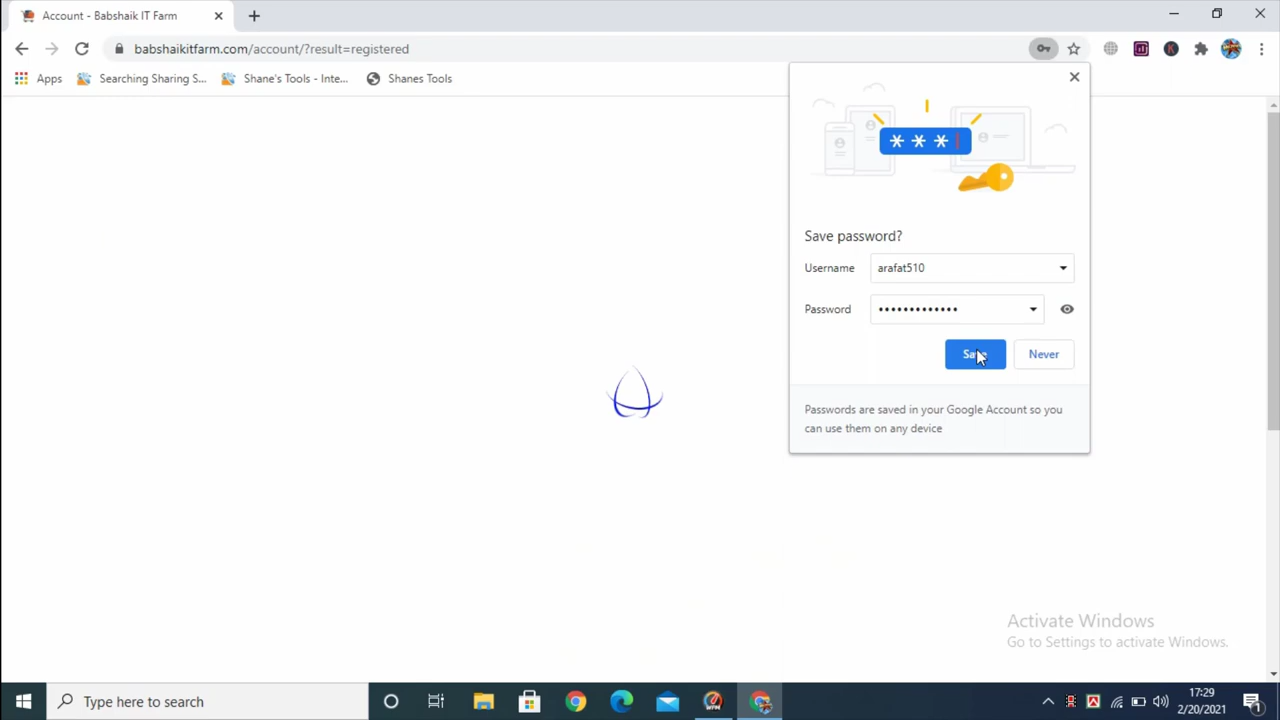 Account - Babshaik IT Farm
babshaikitfarm.com/account/?result=registered
Apps
Searching Sharing S...
Shane's Tools - Inte...
Shanes Tools
* * *
Save password?
Username
arafat510
Password
•••••••••••••
Save
Never
Passwords are saved in your Google Account so you
can use them on any device
Activate Windows
Go to Settings to activate Windows.
Type here to search
17:29
2/20/2021
1